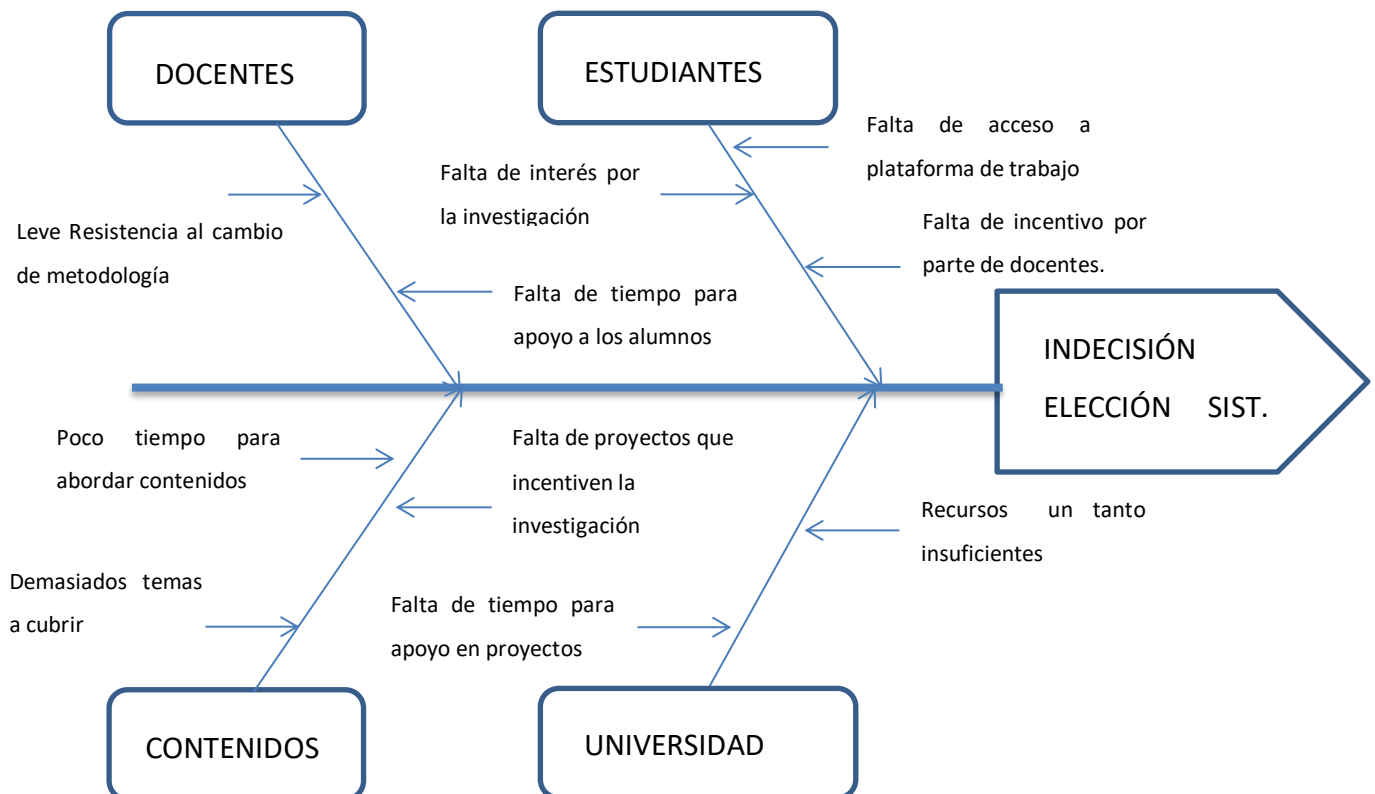 DOCENTES
ESTUDIANTES
Falta de acceso a
plataforma de trabajo
Falta de interés por
la investigación
Leve Resistencia al cambio
de metodología
Falta de incentivo por
parte de docentes.
Falta de tiempo para
apoyo a los alumnos
INDECISIÓN
ELECCIÓN SIST.
Poco tiempo para
abordar contenidos
Falta de proyectos que
incentiven la
investigación
Recursos un tanto
insuficientes
Demasiados temas
a cubrir
Falta de tiempo para
apoyo en proyectos
CONTENIDOS
UNIVERSIDAD